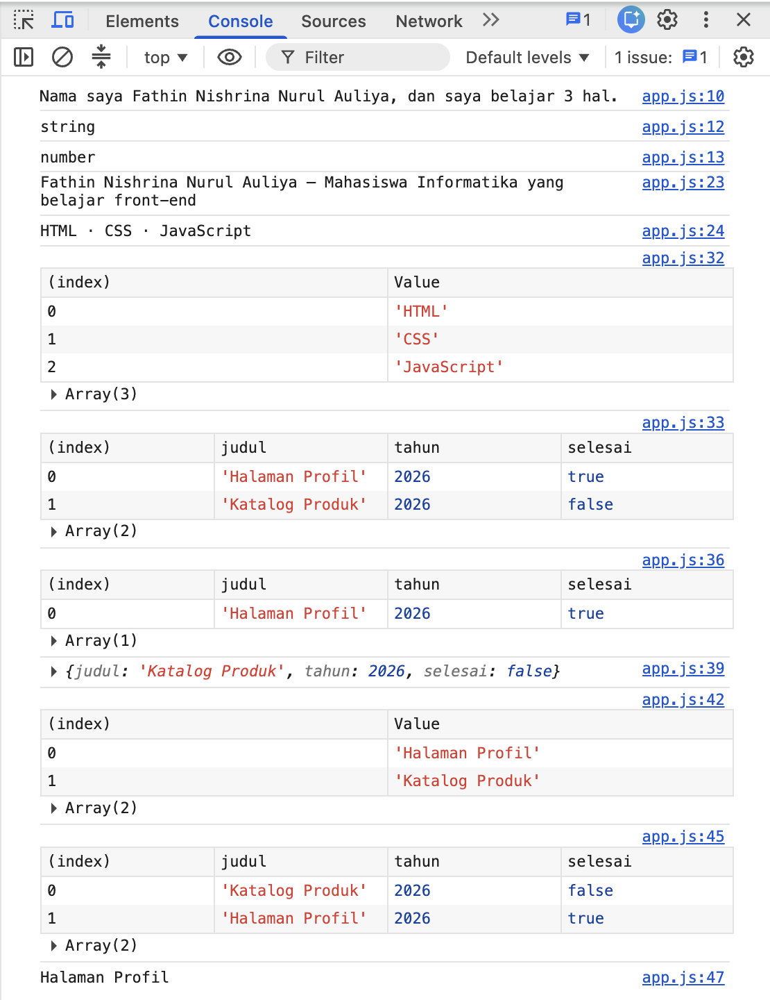 Elements Console Sources Network 1
top Filter Default levels 1 issue: 1
Nama saya Fathin Nishrina Nurul Auliya, dan saya belajar 3 hal. app.js:10
string app.js:12
number app.js:13
Fathin Nishrina Nurul Auliya — Mahasiswa Informatika yang app.js:23
belajar front-end
HTML · CSS · JavaScript app.js:24
app.js:32
(index) Value
0 'HTML'
1 'CSS'
2 'JavaScript'
Array(3)
app.js:33
(index) judul tahun selesai
0 'Halaman Profil' 2026 true
1 'Katalog Produk' 2026 false
Array(2)
app.js:36
(index) judul tahun selesai
0 'Halaman Profil' 2026 true
Array(1)
{judul: 'Katalog Produk', tahun: 2026, selesai: false} app.js:39
app.js:42
(index) Value
0 'Halaman Profil'
1 'Katalog Produk'
Array(2)
app.js:45
(index) judul tahun selesai
0 'Katalog Produk' 2026 false
1 'Halaman Profil' 2026 true
Array(2)
Halaman Profil app.js:47